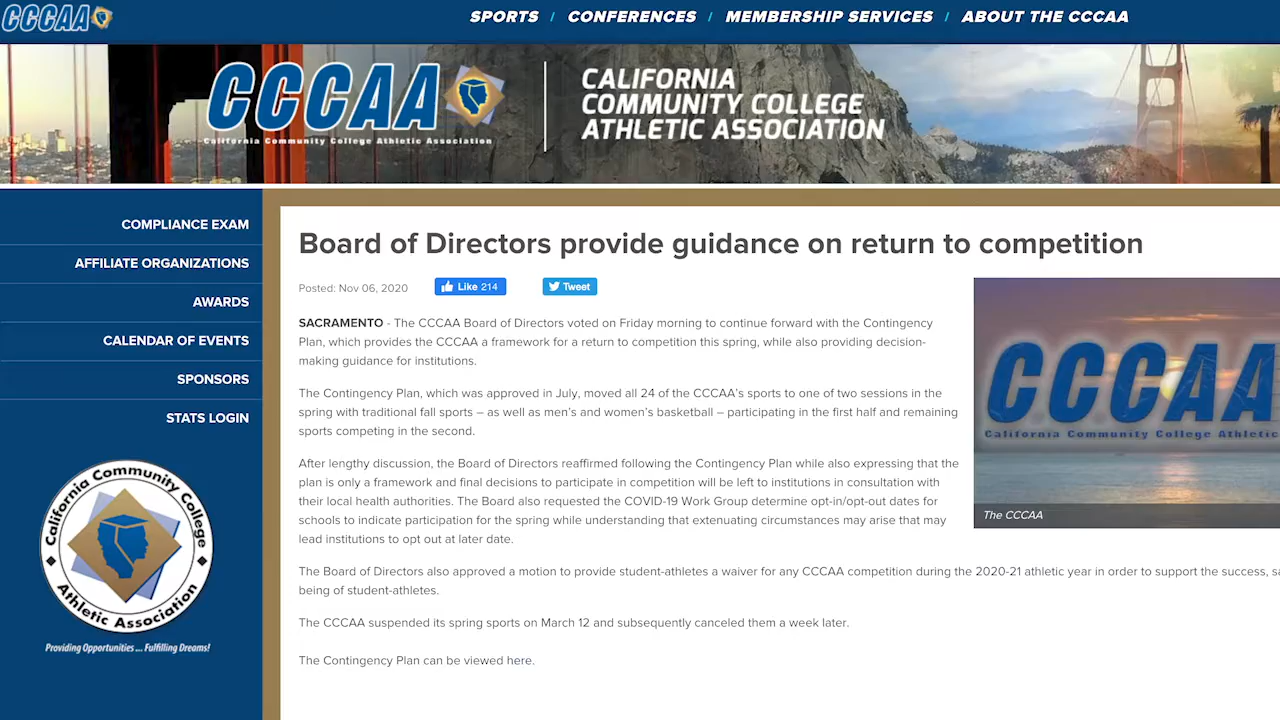 CCCAA
SPORTS / CONFERENCES / MEMBERSHIP SERVICES / ABOUT THE CCCAA
CCCAA
California Community College Athletic Association
CALIFORNIA
COMMUNITY COLLEGE
ATHLETIC ASSOCIATION
COMPLIANCE EXAM
AFFILIATE ORGANIZATIONS
AWARDS
CALENDAR OF EVENTS
SPONSORS
STATS LOGIN
California Community College
Athletic Association
Providing Opportunities ... Fulfilling Dreams!
Board of Directors provide guidance on return to competition
Posted: Nov 06, 2020
Like 214
Tweet
SACRAMENTO - The CCCAA Board of Directors voted on Friday morning to continue forward with the Contingency
Plan, which provides the CCCAA a framework for a return to competition this spring, while also providing decision-
making guidance for institutions.
The Contingency Plan, which was approved in July, moved all 24 of the CCCAA's sports to one of two sessions in the
spring with traditional fall sports – as well as men's and women's basketball – participating in the first half and remaining
sports competing in the second.
After lengthy discussion, the Board of Directors reaffirmed following the Contingency Plan while also expressing that the
plan is only a framework and final decisions to participate in competition will be left to institutions in consultation with
their local health authorities. The Board also requested the COVID-19 Work Group determine opt-in/opt-out dates for
schools to indicate participation for the spring while understanding that extenuating circumstances may arise that may
lead institutions to opt out at later date.
CCCAA
California Community College Athletic
The CCCAA
The Board of Directors also approved a motion to provide student-athletes a waiver for any CCCAA competition during the 2020-21 athletic year in order to support the success, sa
being of student-athletes.
The CCCAA suspended its spring sports on March 12 and subsequently canceled them a week later.
The Contingency Plan can be viewed here.